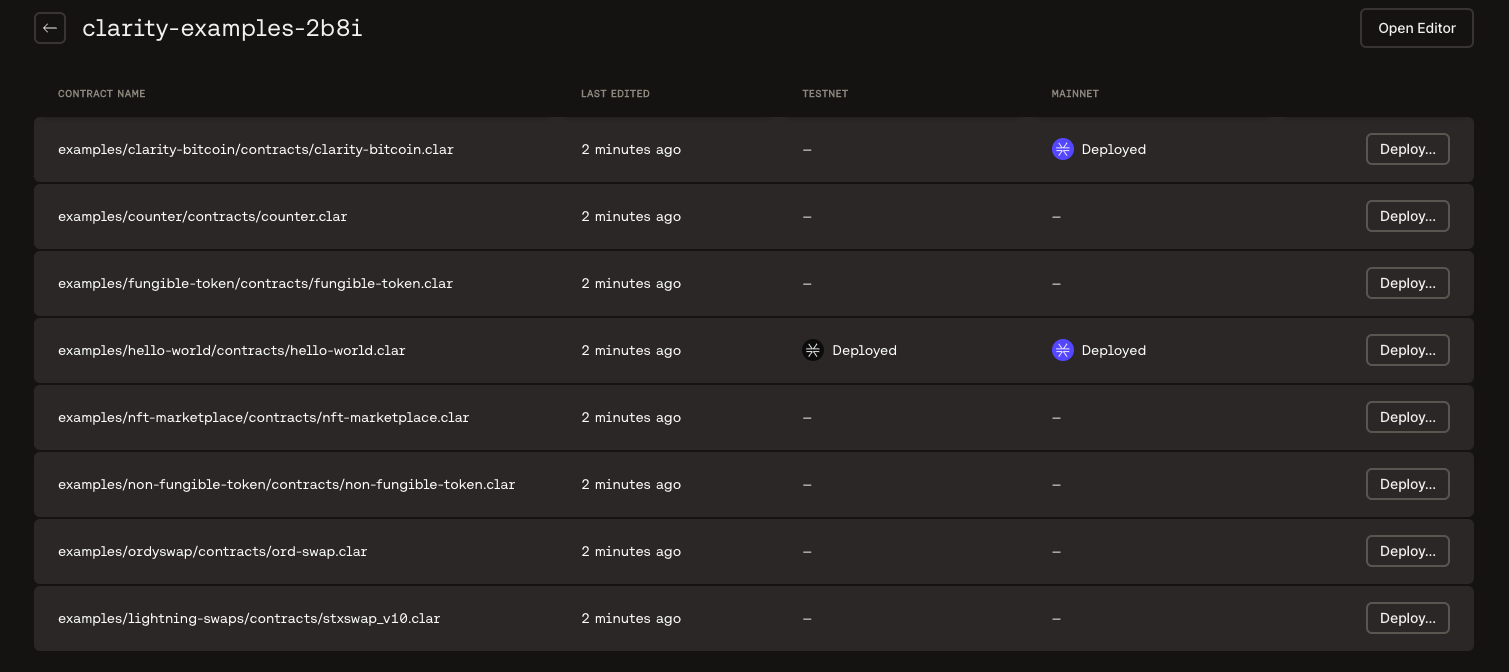 clarity-examples-2b8i Open Editor
CONTRACT NAME LAST EDITED TESTNET MAINNET
examples/clarity-bitcoin/contracts/clarity-bitcoin.clar 2 minutes ago – Deployed Deploy...
examples/counter/contracts/counter.clar 2 minutes ago – – Deploy...
examples/fungible-token/contracts/fungible-token.clar 2 minutes ago – – Deploy...
examples/hello-world/contracts/hello-world.clar 2 minutes ago Deployed Deployed Deploy...
examples/nft-marketplace/contracts/nft-marketplace.clar 2 minutes ago – – Deploy...
examples/non-fungible-token/contracts/non-fungible-token.clar 2 minutes ago – – Deploy...
examples/ordyswap/contracts/ord-swap.clar 2 minutes ago – – Deploy...
examples/lightning-swaps/contracts/stxswap_v10.clar 2 minutes ago – – Deploy...